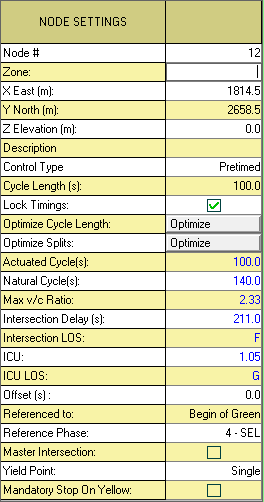 NODE SETTINGS
Node # 12
Zone:
X East (m): 1814.5
Y North (m): 2658.5
Z Elevation (m): 0.0
Description
Control Type Pretimed
Cycle Length (s): 100.0
Lock Timings:
Optimize Cycle Length: Optimize
Optimize Splits: Optimize
Actuated Cycle(s): 100.0
Natural Cycle(s): 140.0
Max v/c Ratio: 2.33
Intersection Delay (s): 211.0
Intersection LOS: F
ICU: 1.05
ICU LOS: G
Offset (s) : 0.0
Referenced to: Begin of Green
Reference Phase: 4 - SEL
Master Intersection:
Yield Point: Single
Mandatory Stop On Yellow: